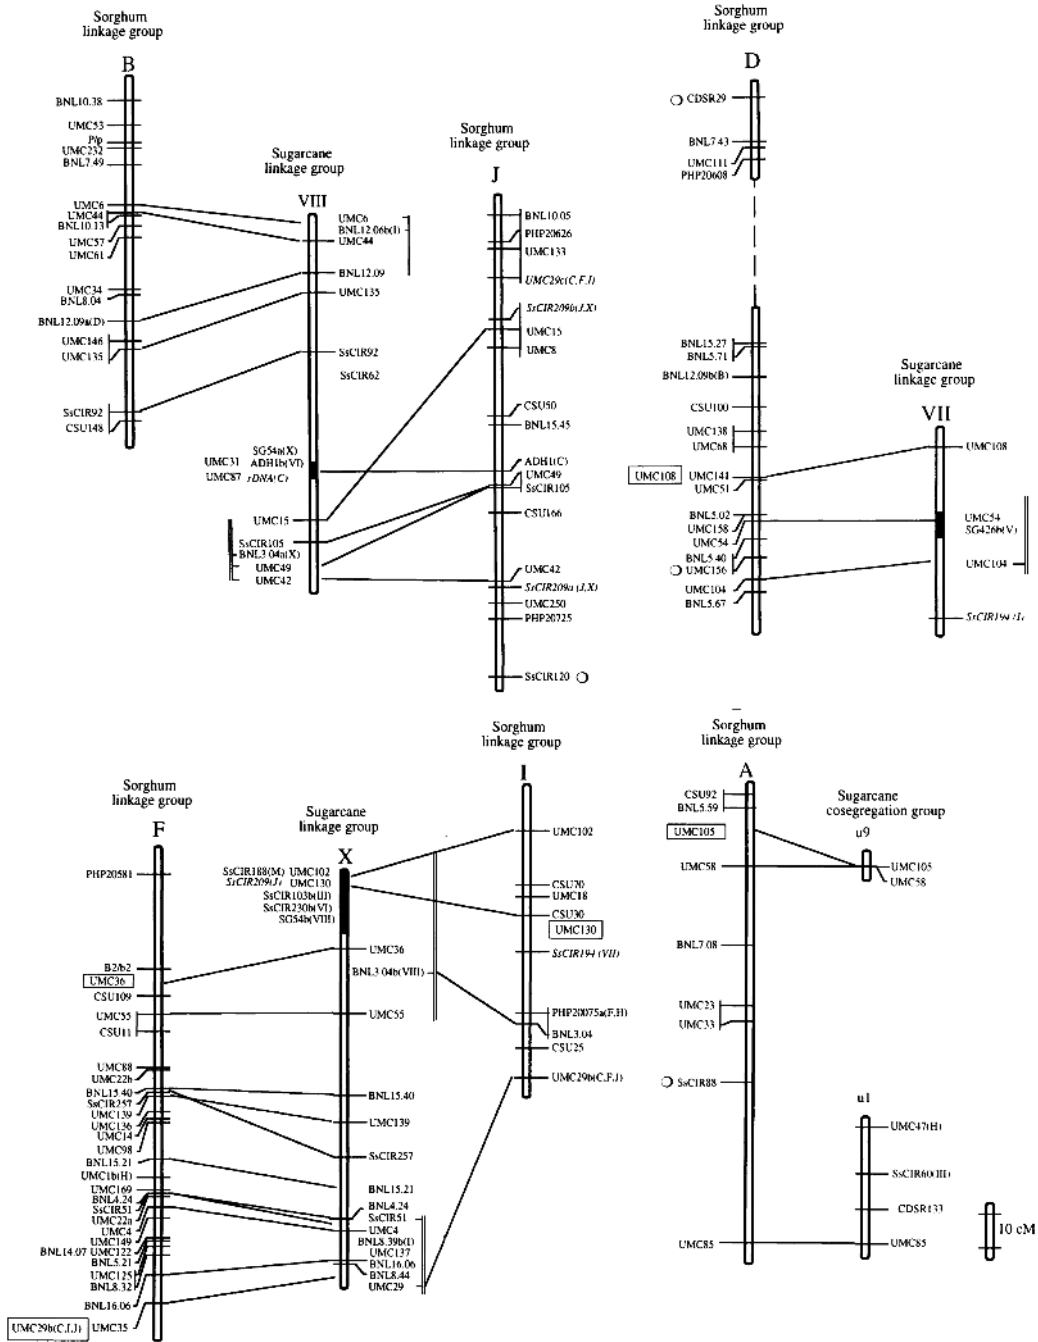 Sorghum
linkage group
B
BNL10.38
UMC53
P/p
UMC232
BNL7.49
UMC6
UMC44
BNL10.13
UMC57
UMC61
UMC34
BNL8.04
BNL12.09a(D)
UMC146
UMC135
SsCIR92
CSU148
Sugarcane
linkage group
VIII
UMC6
BNL12.06b(I)
UMC44
BNL12.09
UMC135
SsCIR92
SsCIR62
SG54a(X)
UMC31 ADH1b(VI)
UMC87 rDNA(C)
UMC15
SsCIR105
BNL3.04a(X)
UMC49
UMC42
Sorghum
linkage group
J
BNL10.05
PHP20626
UMC133
UMC29c(C,F,I)
SsCIR209b(J,X)
UMC15
UMC8
CSU50
BNL15.45
ADH1(C)
UMC49
SsCIR105
CSU166
UMC42
SsCIR209a (J,X)
UMC250
PHP20725
SsCIR120
Sorghum
linkage group
D
CDSR29
BNL7.43
UMC111
PHP20608
BNL15.27
BNL5.71
BNL12.09b(B)
CSU100
UMC138
UMC68
UMC108 UMC141
UMC51
BNL5.02
UMC158
UMC54
BNL5.40
UMC156
UMC104
BNL5.67
Sugarcane
linkage group
VII
UMC108
UMC54
SG426b(V)
UMC104
SsCIR194 (I)
Sorghum
linkage group
F
PHP20581
B2/b2
UMC36
CSU109
UMC55
CSU11
UMC88
UMC22b
BNL15.40
SsCIR257
UMC139
UMC136
UMC14
UMC98
BNL15.21
UMC1b(H)
UMC169
BNL4.24
SsCIR51
UMC22a
UMC4
UMC149
BNL14.07 UMC122
BNL5.21
UMC125
BNL8.32
BNL16.06
UMC29b(C,I,J) UMC35
Sugarcane
linkage group
X
SsCIR188(M) UMC102
SsCIR209(J) UMC130
SsCIR103b(III)
SsCIR230b(VI)
SG54b(VIII)
UMC36
BNL3.04b(VIII)
UMC55
BNL15.40
UMC139
SsCIR257
BNL15.21
BNL4.24
SsCIR51
UMC4
BNL8.39b(I)
UMC137
BNL16.06
BNL8.44
UMC29
Sorghum
linkage group
I
UMC102
CSU70
UMC18
CSU30
UMC130
SsCIR194 (VII)
PHP20075a(F,H)
BNL3.04
CSU25
UMC29b(C,F,J)
Sorghum
linkage group
A
CSU92
BNL5.59
UMC105
UMC58
BNL7.08
UMC23
UMC33
SsCIR88
UMC85
Sugarcane
cosegregation group
u9
UMC105
UMC58
u1
UMC47(H)
SsCIR60(III)
CDSR133
UMC85
10 cM